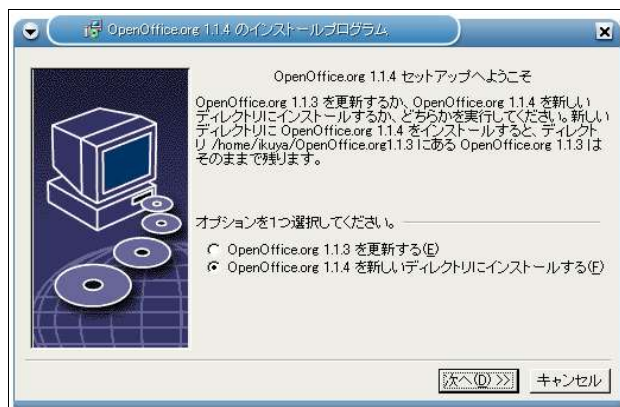 OpenOffice.org 1.1.4 のインストールプログラム
OpenOffice.org 1.1.4 セットアップへようこそ
OpenOffice.org 1.1.3 を更新するか、OpenOffice.org 1.1.4 を新しい
ディレクトリにインストールするか、どちらかを実行してください。新しい
ディレクトリに OpenOffice.org 1.1.4 をインストールすると、ディレクト
リ /home/ikuya/OpenOffice.org1.1.3 にある OpenOffice.org 1.1.3 は
そのままで残ります。
オプションを1つ選択してください。
OpenOffice.org 1.1.3 を更新する(E)
OpenOffice.org 1.1.4 を新しいディレクトリにインストールする(F)
次へ(D) >>
キャンセル